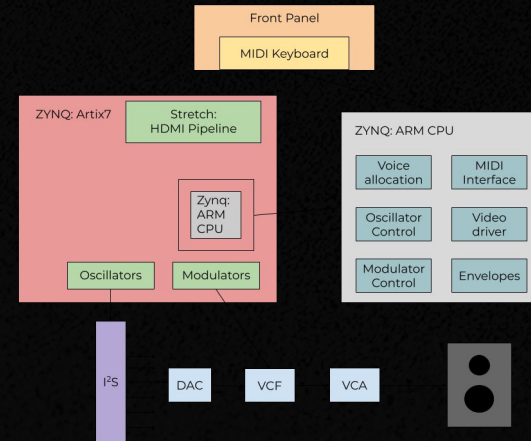 Front Panel
MIDI Keyboard
ZYNQ: Artix7
Stretch:
HDMI Pipeline
Zynq:
ARM
CPU
Oscillators
Modulators
ZYNQ: ARM CPU
Voice
allocation
MIDI
Interface
Oscillator
Control
Video
driver
Modulator
Control
Envelopes
I²S
DAC
VCF
VCA